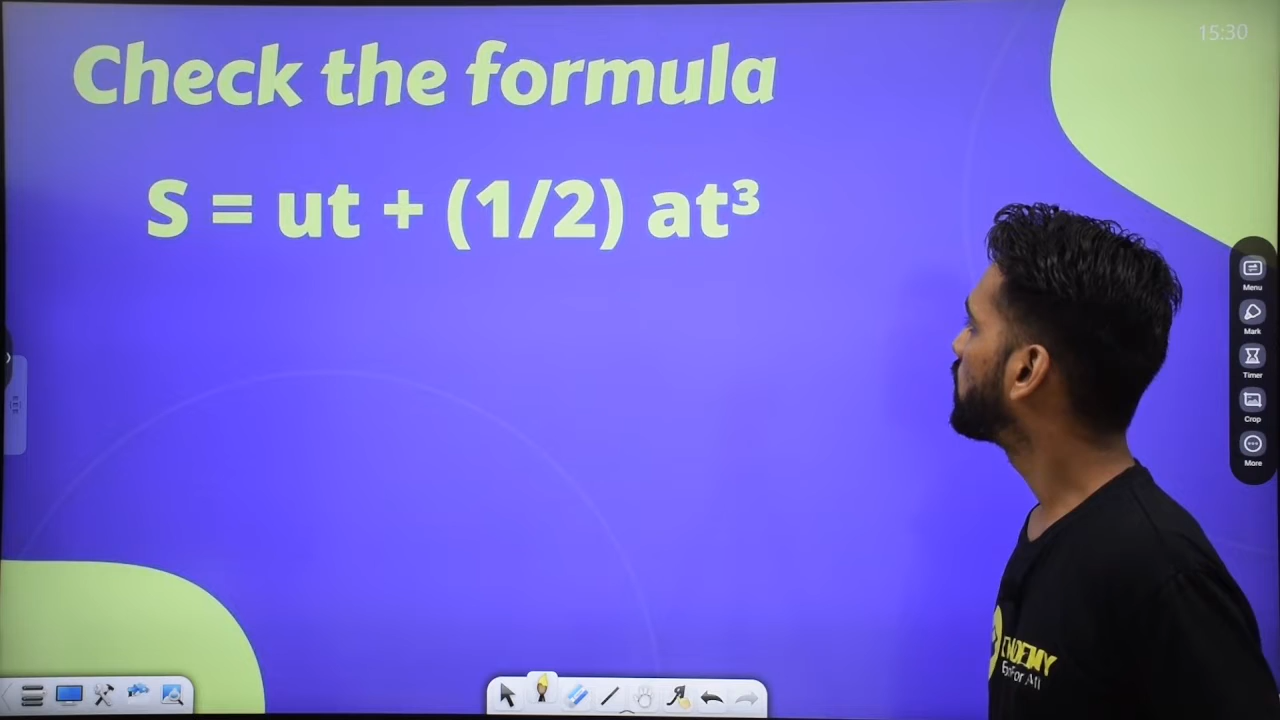 15:30
Check the formula
S = ut + (1/2) at³
Menu
Mark
Timer
Crop
More